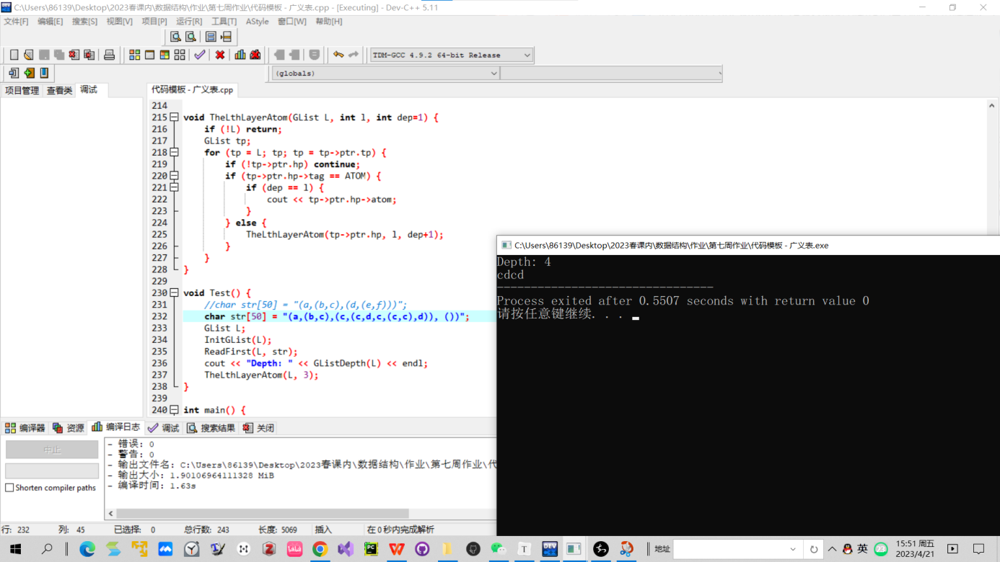 C:\Users\86139\Desktop\2023春课内\数据结构\作业\第七周作业\代码模板 - 广义表.cpp - [Executing] - Dev-C++ 5.11
文件[F] 编辑[E] 搜索[S] 视图[V] 项目[P] 运行[R] 工具[T] AStyle 窗口[W] 帮助[H]
TDM-GCC 4.9.2 64-bit Release
(globals)
项目管理 查看类 调试
代码模板 - 广义表.cpp
214
215 void TheLthLayerAtom(GList L, int l, int dep=1) {
216 if (!L) return;
217 GList tp;
218 for (tp = L; tp; tp = tp->ptr.tp) {
219 if (!tp->ptr.hp) continue;
220 if (tp->ptr.hp->tag == ATOM) {
221 if (dep == l) {
222 cout << tp->ptr.hp->atom;
223 }
224 } else {
225 TheLthLayerAtom(tp->ptr.hp, l, dep+1);
226 }
227 }
228 }
229
230 void Test() {
231 //char str[50] = "(a,(b,c),(d,(e,f)))";
232 char str[50] = "(a,(b,c),(c,(c,d,c,(c,c),d)), ())";
233 GList L;
234 InitGList(L);
235 ReadFirst(L, str);
236 cout << "Depth: " << GListDepth(L) << endl;
237 TheLthLayerAtom(L, 3);
238 }
239
240 int main() {
C:\Users\86139\Desktop\2023春课内\数据结构\作业\第七周作业\代码模板 - 广义表.exe
Depth: 4
cdcd
--------------------------------
Process exited after 0.5507 seconds with return value 0
请按任意键继续. . .
编译器 资源 编译日志 调试 搜索结果 关闭
中止
Shorten compiler paths
- 错误: 0
- 警告: 0
- 输出文件名: C:\Users\86139\Desktop\2023春课内\数据结构\作业\第七周作业\代
- 输出大小: 1.90106964111328 MiB
- 编译时间: 1.63s
行: 232 列: 45 已选择: 0 总行数: 243 长度: 5069 插入 在 0 秒内完成解析
PC
T
DEV
地址
英
23
15:51 周五
2023/4/21